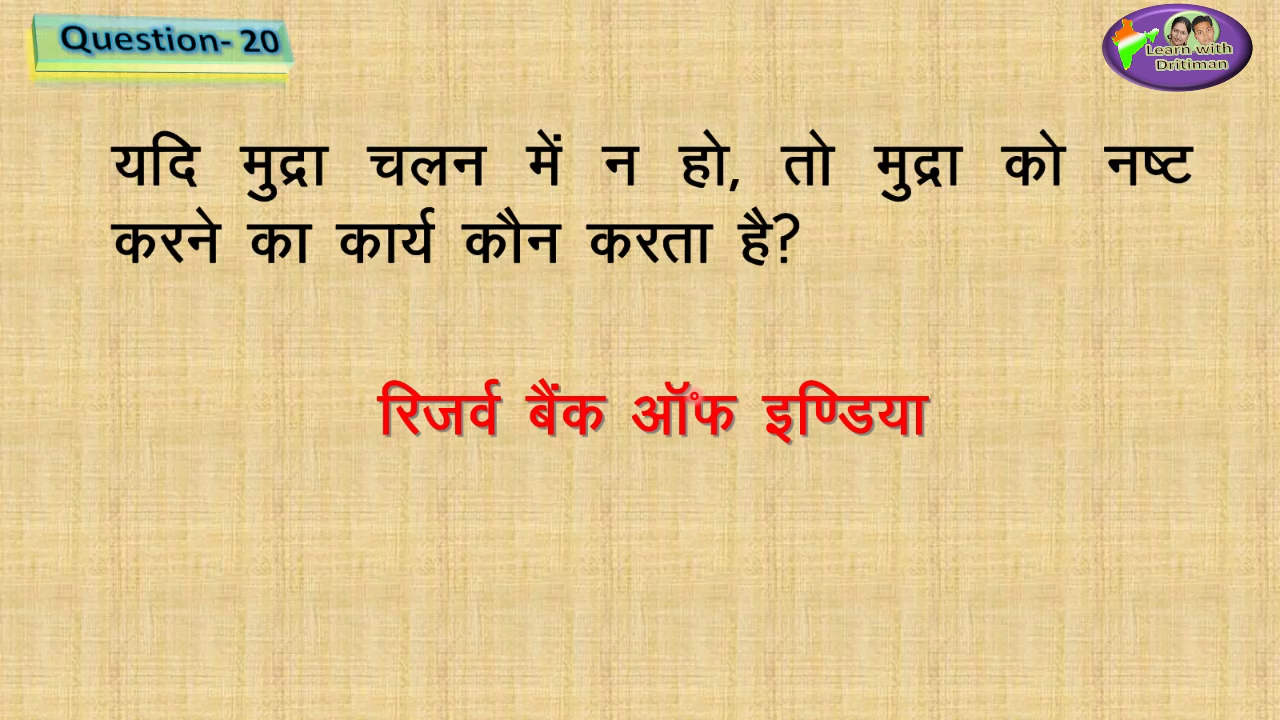 Question- 20
Learn with
Dritiman
यदि मुद्रा चलन में न हो, तो मुद्रा को नष्ट
करने का कार्य कौन करता है?
रिजर्व बैंक ऑफ इण्डिया